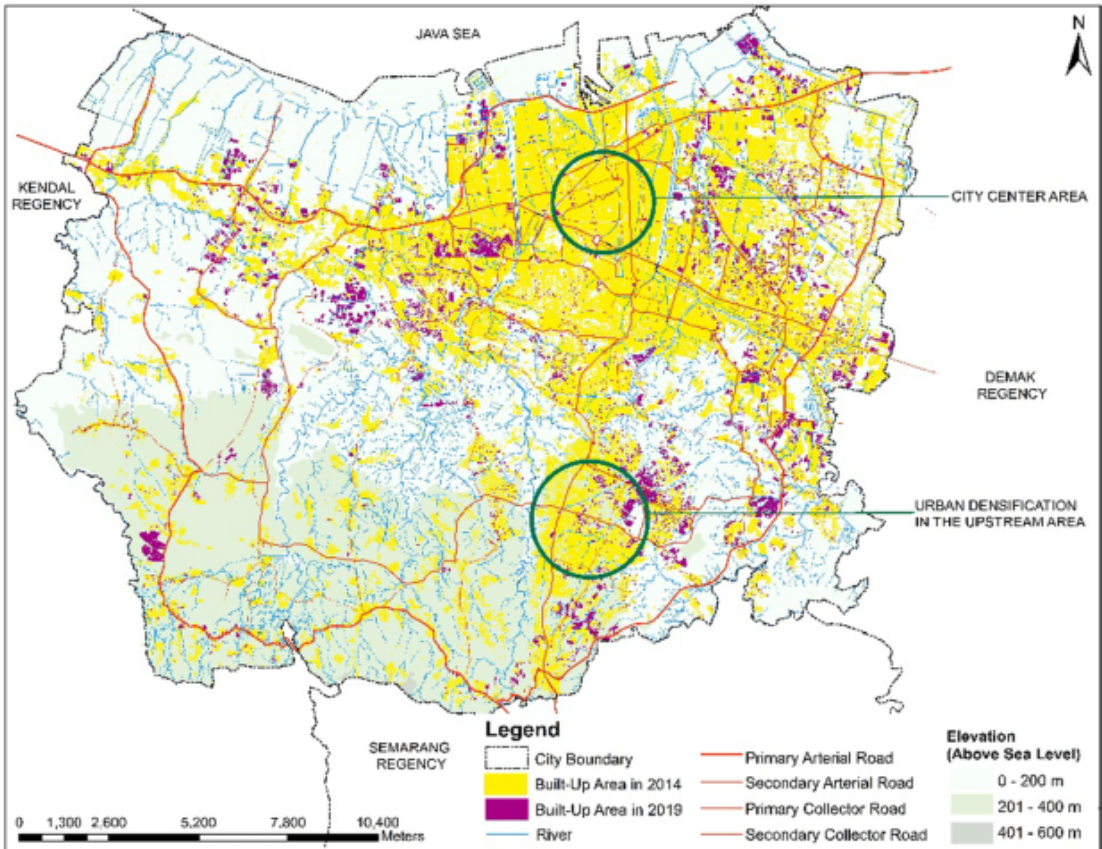 JAVA SEA
N
KENDAL
REGENCY
CITY CENTER AREA
DEMAK
REGENCY
URBAN DENSIFICATION
IN THE UPSTREAM AREA
SEMARANG
REGENCY
Legend
City Boundary
Built-Up Area in 2014
Built-Up Area in 2019
River
Primary Arterial Road
Secondary Arterial Road
Primary Collector Road
Secondary Collector Road
Elevation
(Above Sea Level)
0 - 200 m
201 - 400 m
401 - 600 m
0 1,300 2,600 5,200 7,800 10,400
Meters